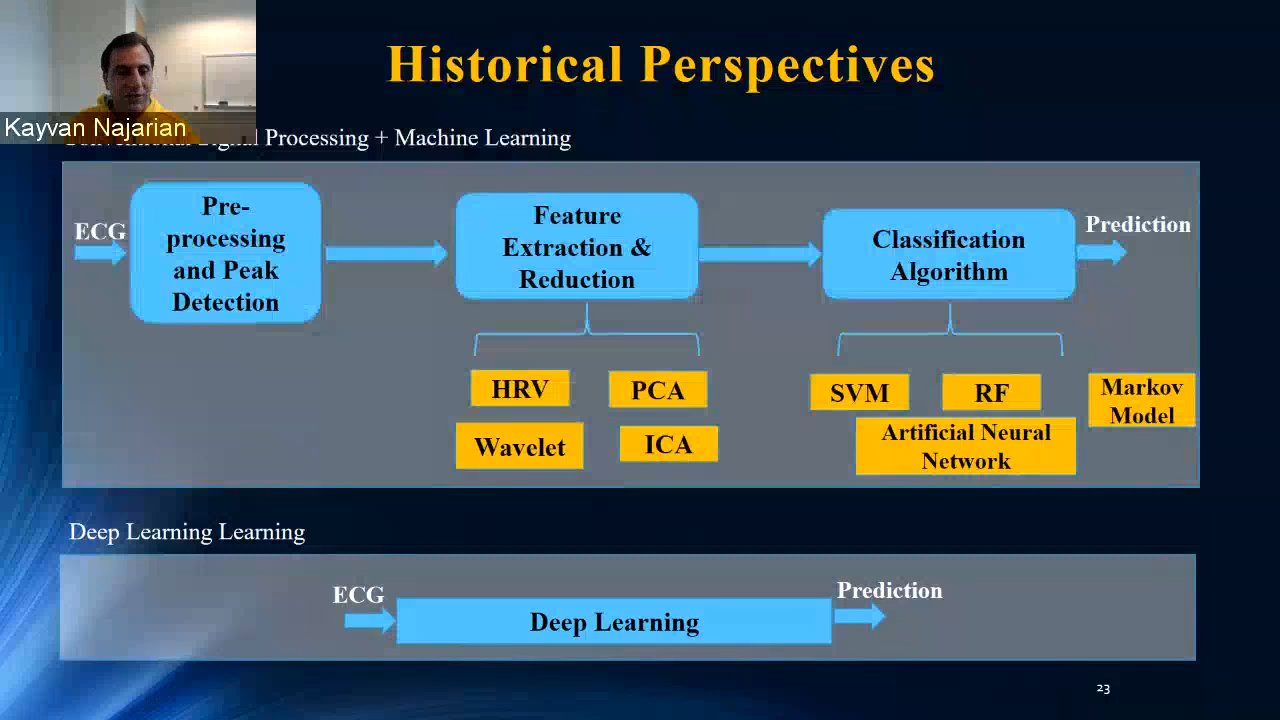 Historical Perspectives
Kayvan Najarian
Processing + Machine Learning
ECG
Pre-
processing
and Peak
Detection
Feature
Extraction &
Reduction
Classification
Algorithm
Prediction
HRV
PCA
Wavelet
ICA
SVM
RF
Markov
Model
Artificial Neural
Network
Deep Learning Learning
ECG
Deep Learning
Prediction
23